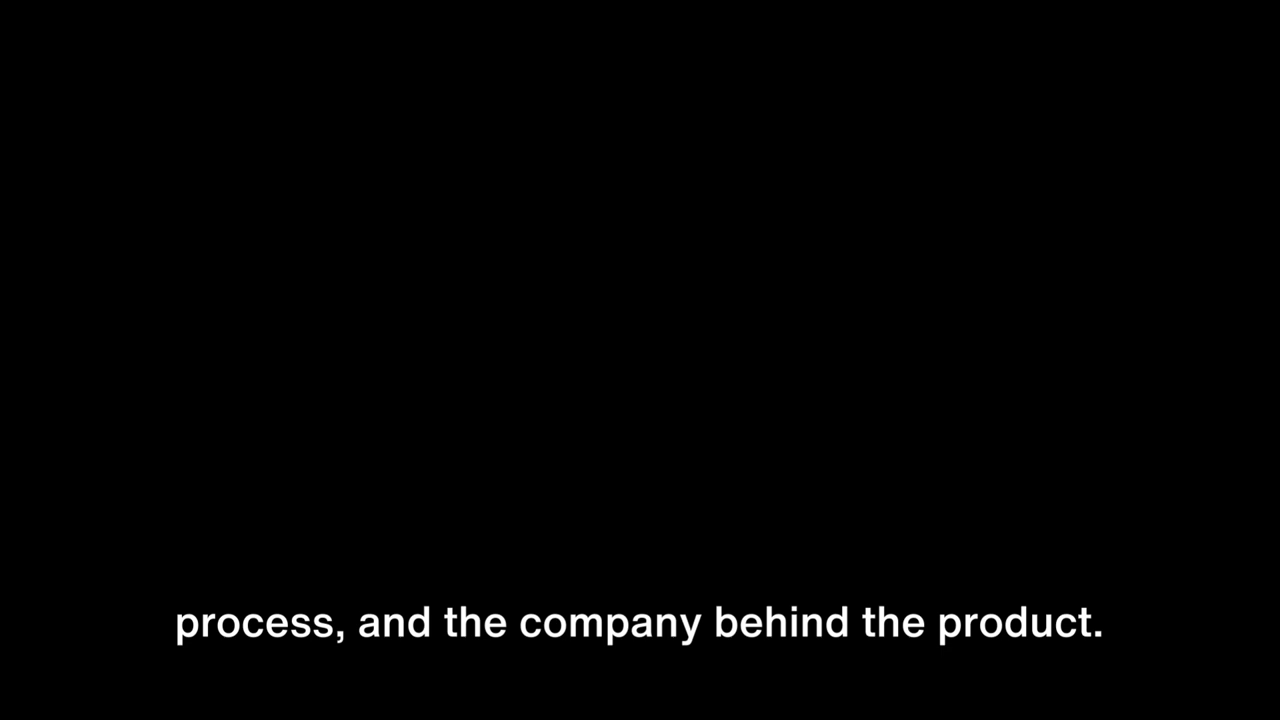 process, and the company behind the product.